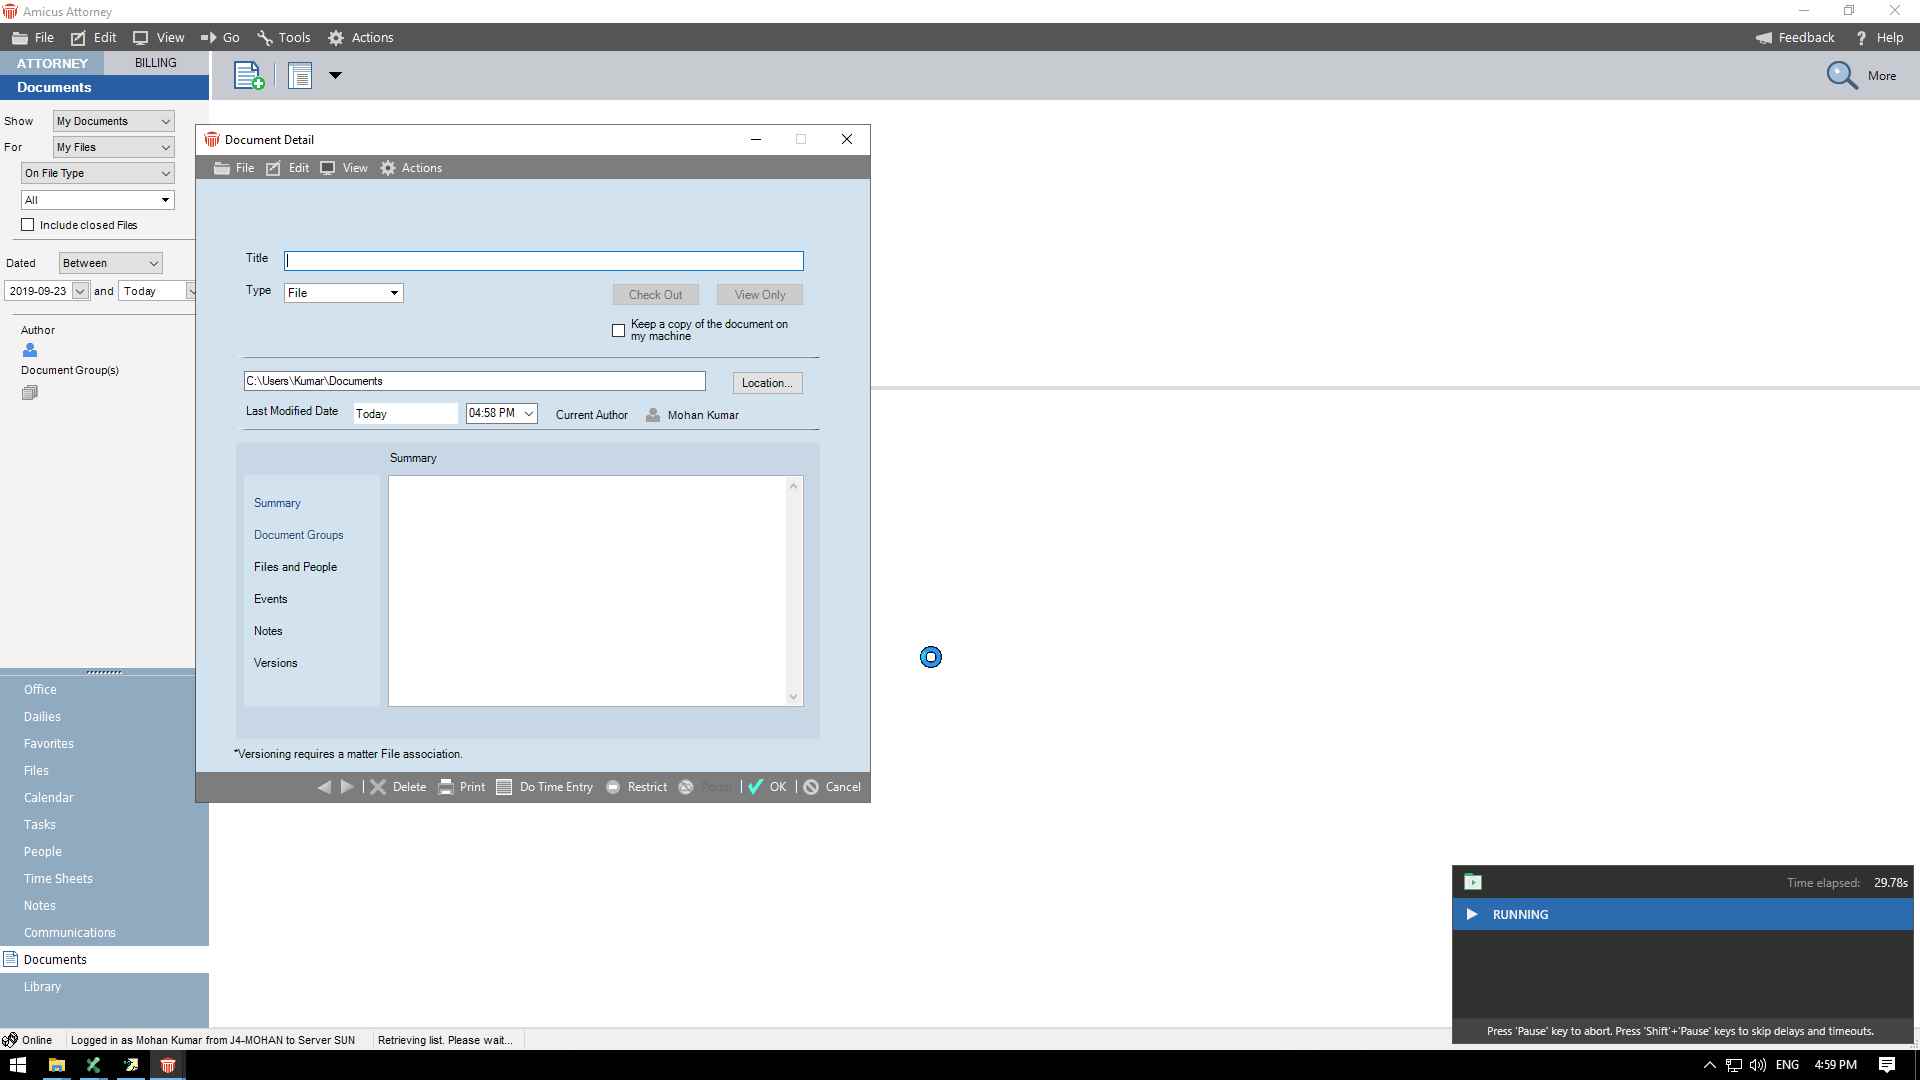 Amicus Attorney
File Edit View Go Tools Actions Feedback Help
ATTORNEY BILLING
Documents
More
Show My Documents
For My Files
On File Type
All
Include closed Files
Dated Between
2019-09-23 and Today
Author
Document Group(s)
Document Detail
File Edit View Actions
Title
Type File
Check Out View Only
Keep a copy of the document on
my machine
C:\Users\Kumar\Documents
Location...
Last Modified Date Today 04:58 PM Current Author Mohan Kumar
Summary
Summary
Document Groups
Files and People
Events
Notes
Versions
*Versioning requires a matter File association.
Delete Print Do Time Entry Restrict Portal OK Cancel
Office
Dailies
Favorites
Files
Calendar
Tasks
People
Time Sheets
Notes
Communications
Documents
Library
Time elapsed: 29.78s
RUNNING
Press 'Pause' key to abort. Press 'Shift'+'Pause' keys to skip delays and timeouts.
Online Logged in as Mohan Kumar from J4-MOHAN to Server SUN Retrieving list. Please wait...
ENG 4:59 PM